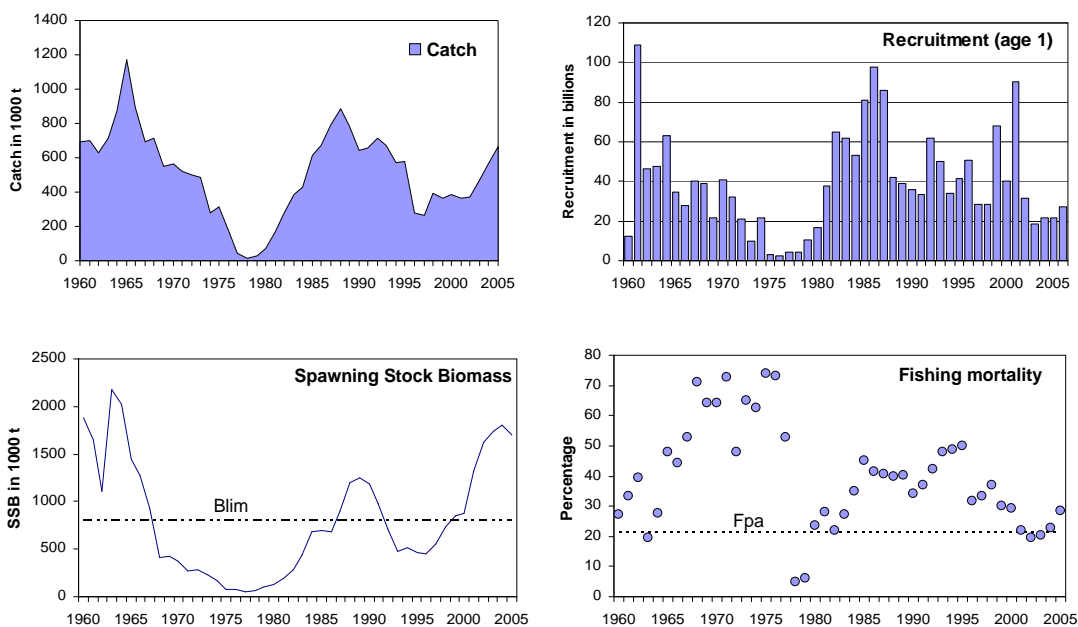 Catch
Catch in 1000 t
1400
1200
1000
800
600
400
200
0
1960 1965 1970 1975 1980 1985 1990 1995 2000 2005
Recruitment (age 1)
Recruitment in billions
120
100
80
60
40
20
0
1960 1965 1970 1975 1980 1985 1990 1995 2000 2005
Spawning Stock Biomass
SSB in 1000 t
2500
2000
1500
1000
500
0
Blim
1960 1965 1970 1975 1980 1985 1990 1995 2000 2005
Fishing mortality
Percentage
80
70
60
50
40
30
20
10
0
Fpa
1960 1965 1970 1975 1980 1985 1990 1995 2000 2005